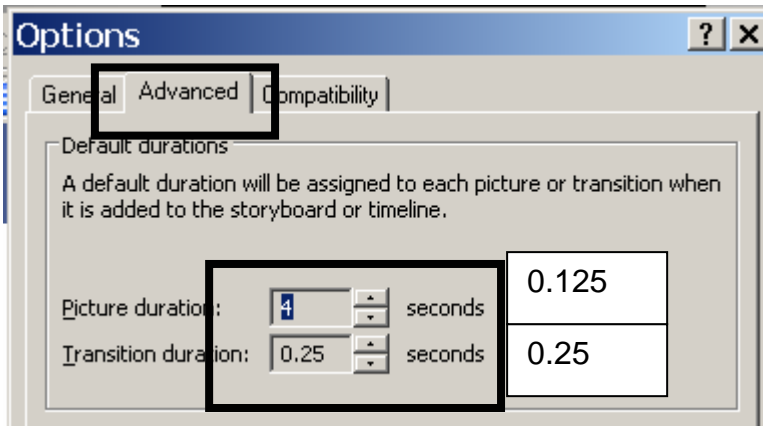 Options
General Advanced Compatibility
Default durations
A default duration will be assigned to each picture or transition when
it is added to the storyboard or timeline.
Picture duration: 4 seconds 0.125
Transition duration: 0.25 seconds 0.25